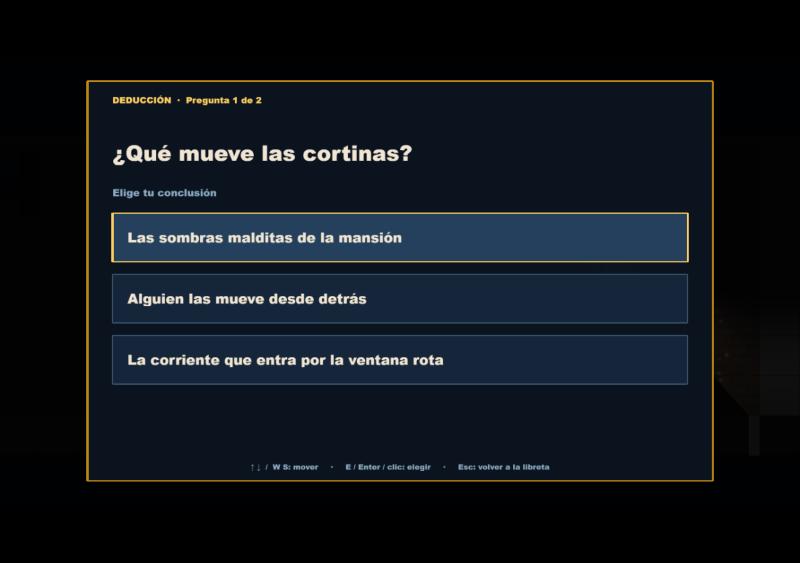 DEDUCCIÓN · Pregunta 1 de 2
¿Qué mueve las cortinas?
Elige tu conclusión
Las sombras malditas de la mansión
Alguien las mueve desde detrás
La corriente que entra por la ventana rota
↑↓ / W S: mover · E / Enter / clic: elegir · Esc: volver a la libreta